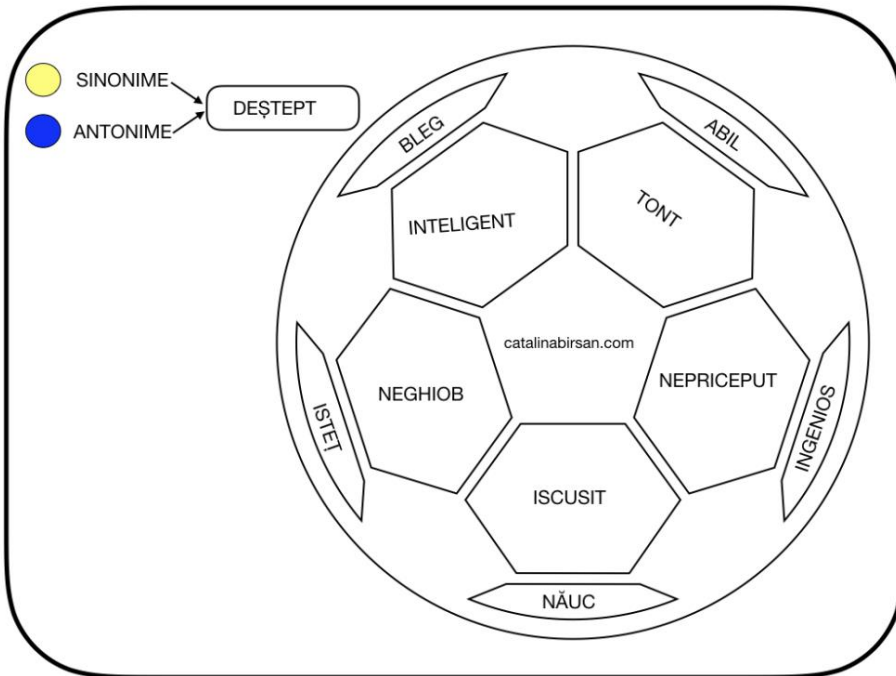 SINONIME
ANTONIME
DEȘTEPT
BLEG
ABIL
INTELIGENT
TONT
catalinabirsan.com
NEGHIOB
NEPRICEPUT
ISTEȚ
INGENIOS
ISCUSIT
NĂUC